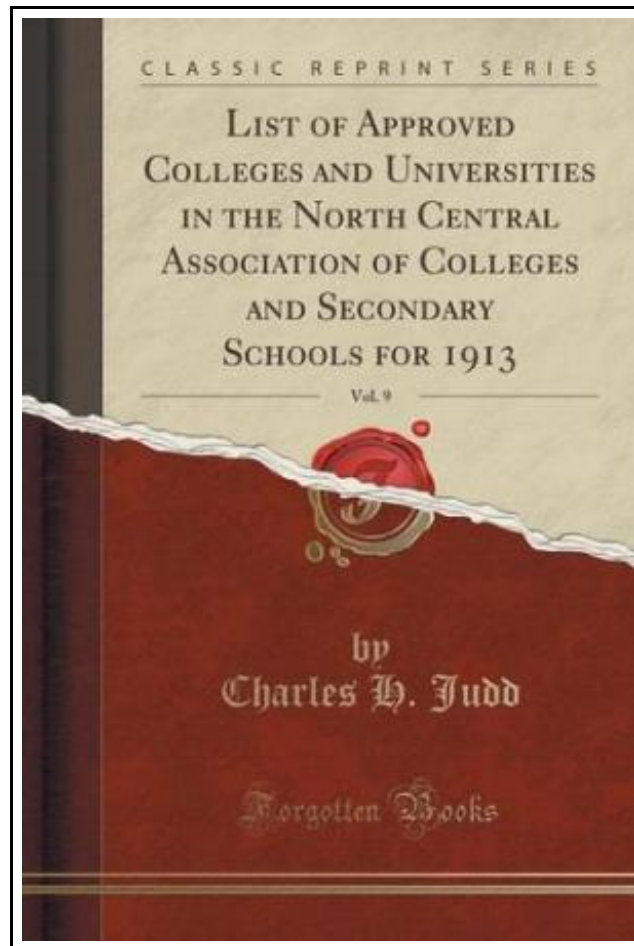 CLASSIC REPRINT SERIES
LIST OF APPROVED
COLLEGES AND UNIVERSITIES
IN THE NORTH CENTRAL
ASSOCIATION OF COLLEGES
AND SECONDARY
SCHOOLS FOR 1913
Vol. 9
F
by
Charles H. Judd
Forgotten Books